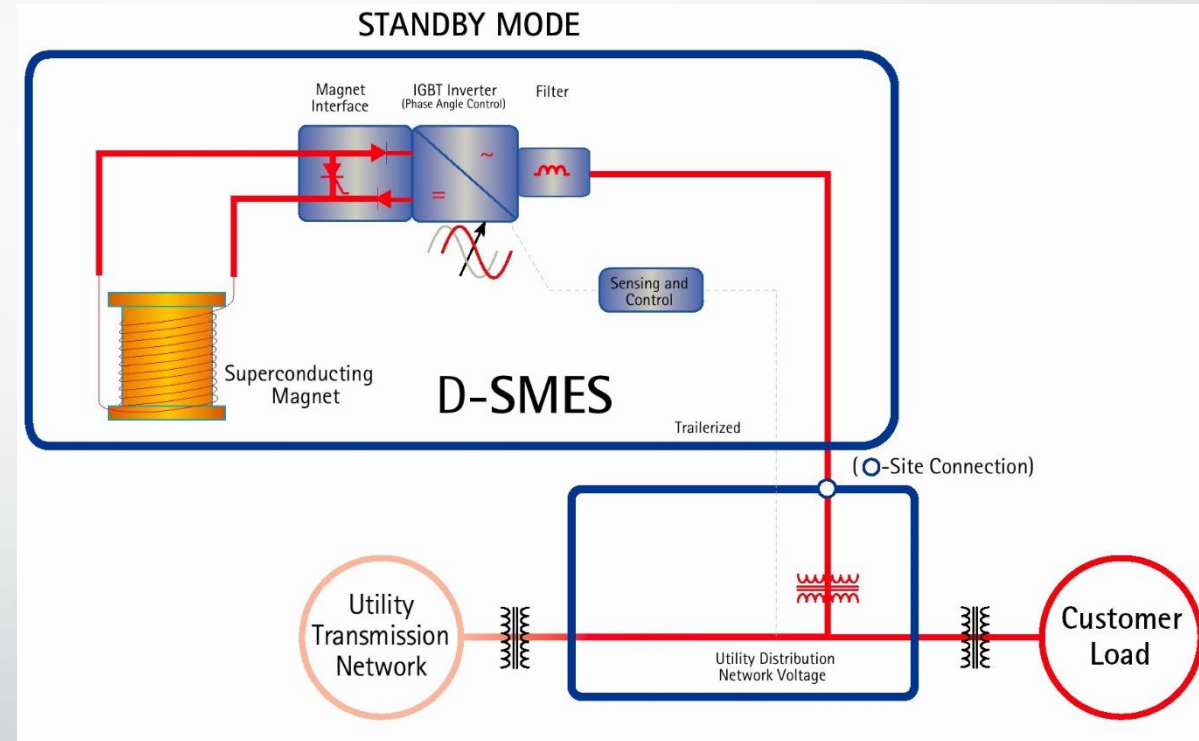 STANDBY MODE
Magnet
Interface
IGBT Inverter
(Phase Angle Control)
Filter
~
=
Sensing and
Control
Superconducting
Magnet
D-SMES
Trailerized
( O-Site Connection)
Utility
Transmission
Network
Utility Distribution
Network Voltage
Customer
Load